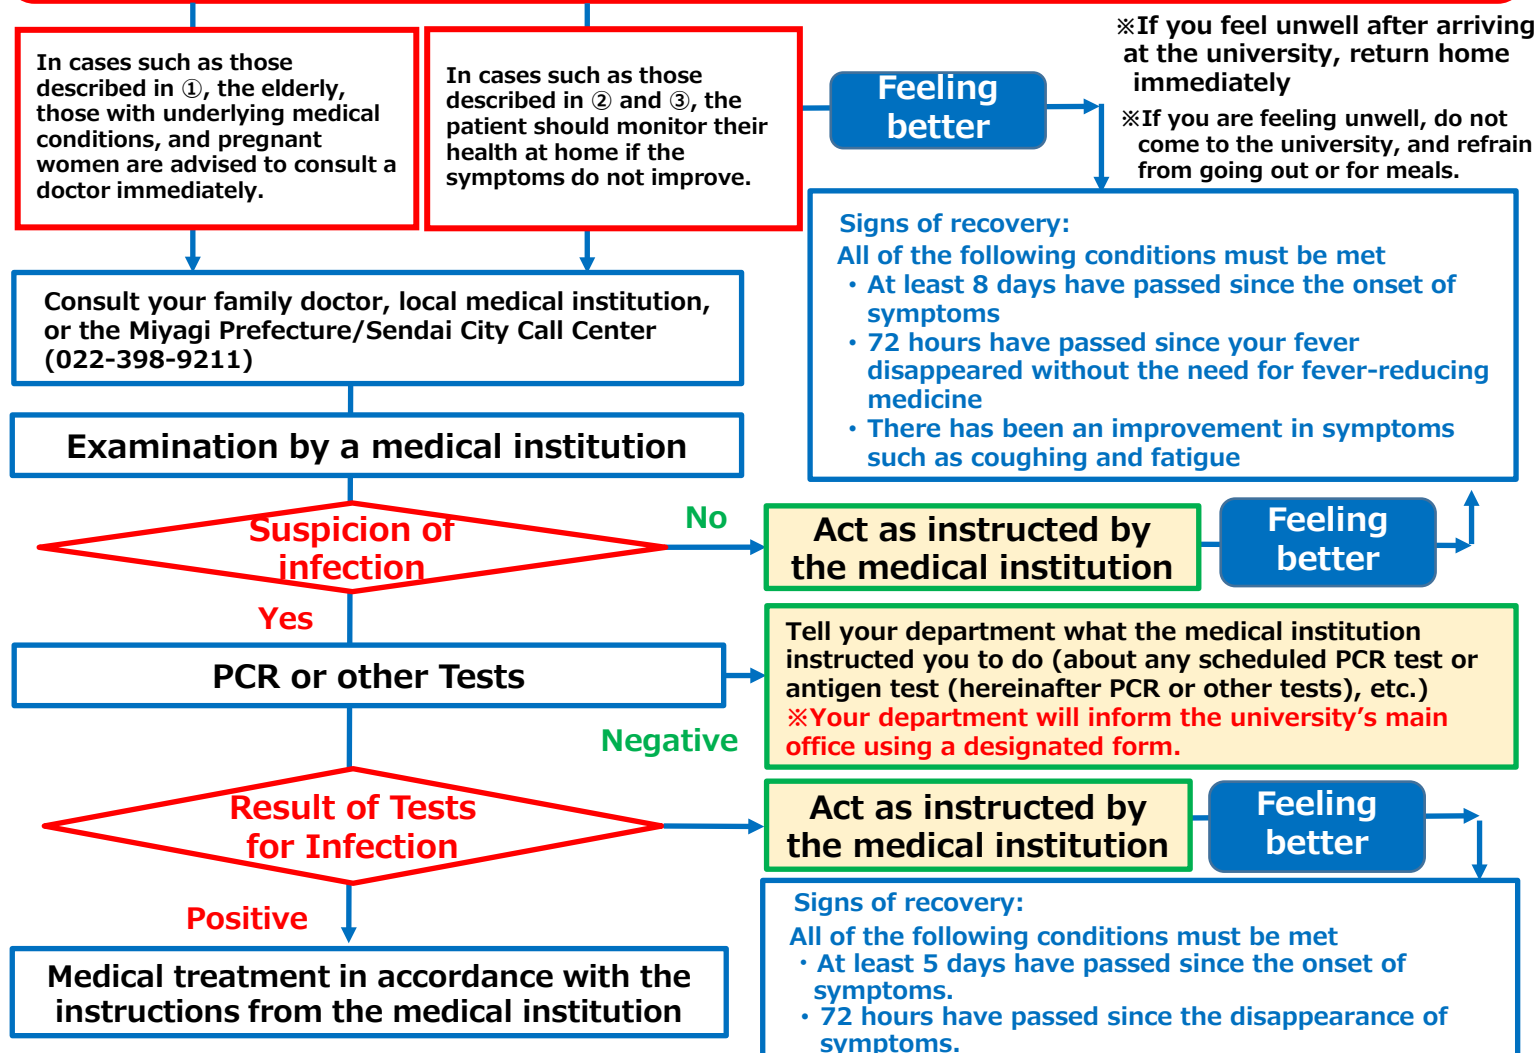 ※If you feel unwell after arriving
at the university, return home
immediately
※If you are feeling unwell, do not
come to the university, and refrain
from going out or for meals.
In cases such as those
described in ①, the elderly,
those with underlying medical
conditions, and pregnant
women are advised to consult a
doctor immediately.
In cases such as those
described in ② and ③, the
patient should monitor their
health at home if the
symptoms do not improve.
Feeling
better
Signs of recovery:
All of the following conditions must be met
・At least 8 days have passed since the onset of
symptoms
・72 hours have passed since your fever
disappeared without the need for fever-reducing
medicine
・There has been an improvement in symptoms
such as coughing and fatigue
Consult your family doctor, local medical institution,
or the Miyagi Prefecture/Sendai City Call Center
(022-398-9211)
Examination by a medical institution
Suspicion of
infection
No
Act as instructed by
the medical institution
Feeling
better
Yes
PCR or other Tests
Tell your department what the medical institution
instructed you to do (about any scheduled PCR test or
antigen test (hereinafter PCR or other tests), etc.)
※Your department will inform the university’s main
office using a designated form.
Negative
Result of Tests
for Infection
Act as instructed by
the medical institution
Feeling
better
Positive
Medical treatment in accordance with the
instructions from the medical institution
Signs of recovery:
All of the following conditions must be met
・At least 5 days have passed since the onset of
symptoms.
・72 hours have passed since the disappearance of
symptoms.